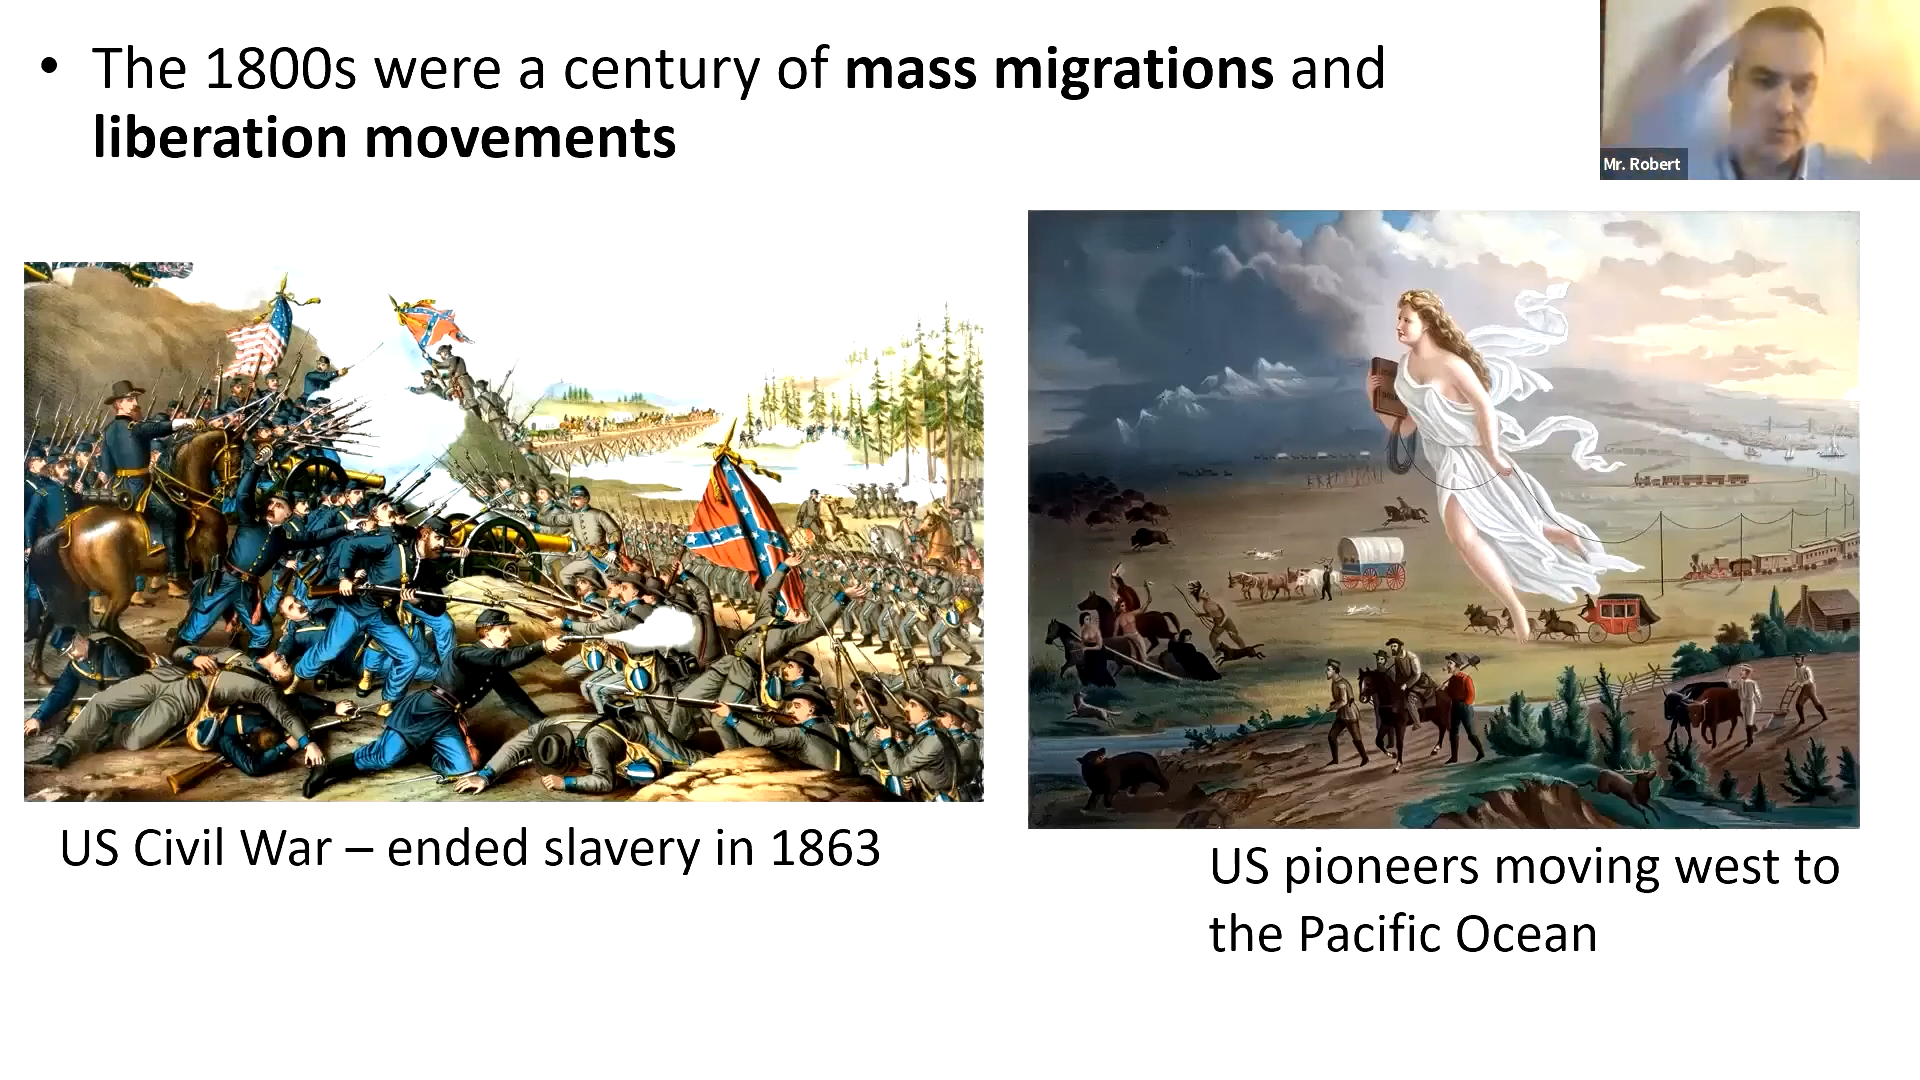 • The 1800s were a century of mass migrations and
liberation movements
Mr. Robert
US Civil War – ended slavery in 1863
US pioneers moving west to
the Pacific Ocean